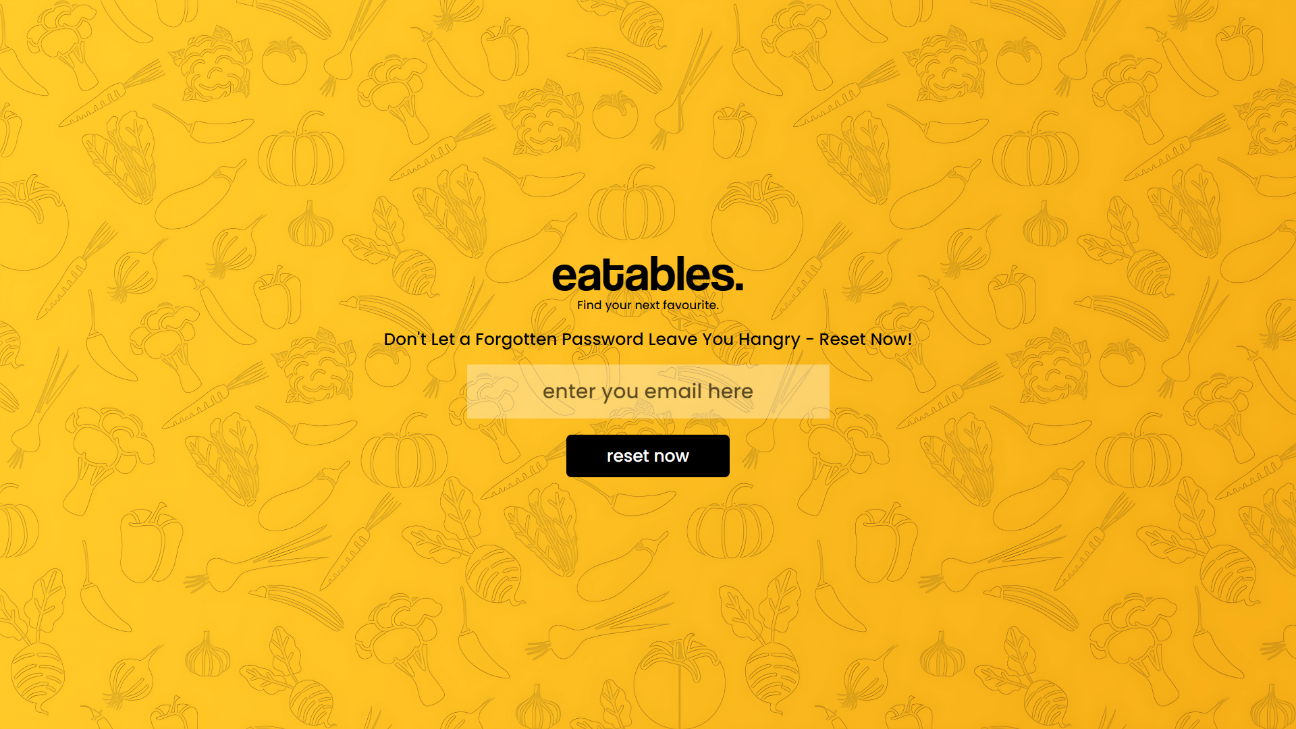 eatables.
Find your next favourite.
Don't Let a Forgotten Password Leave You Hangry - Reset Now!
enter you email here
reset now